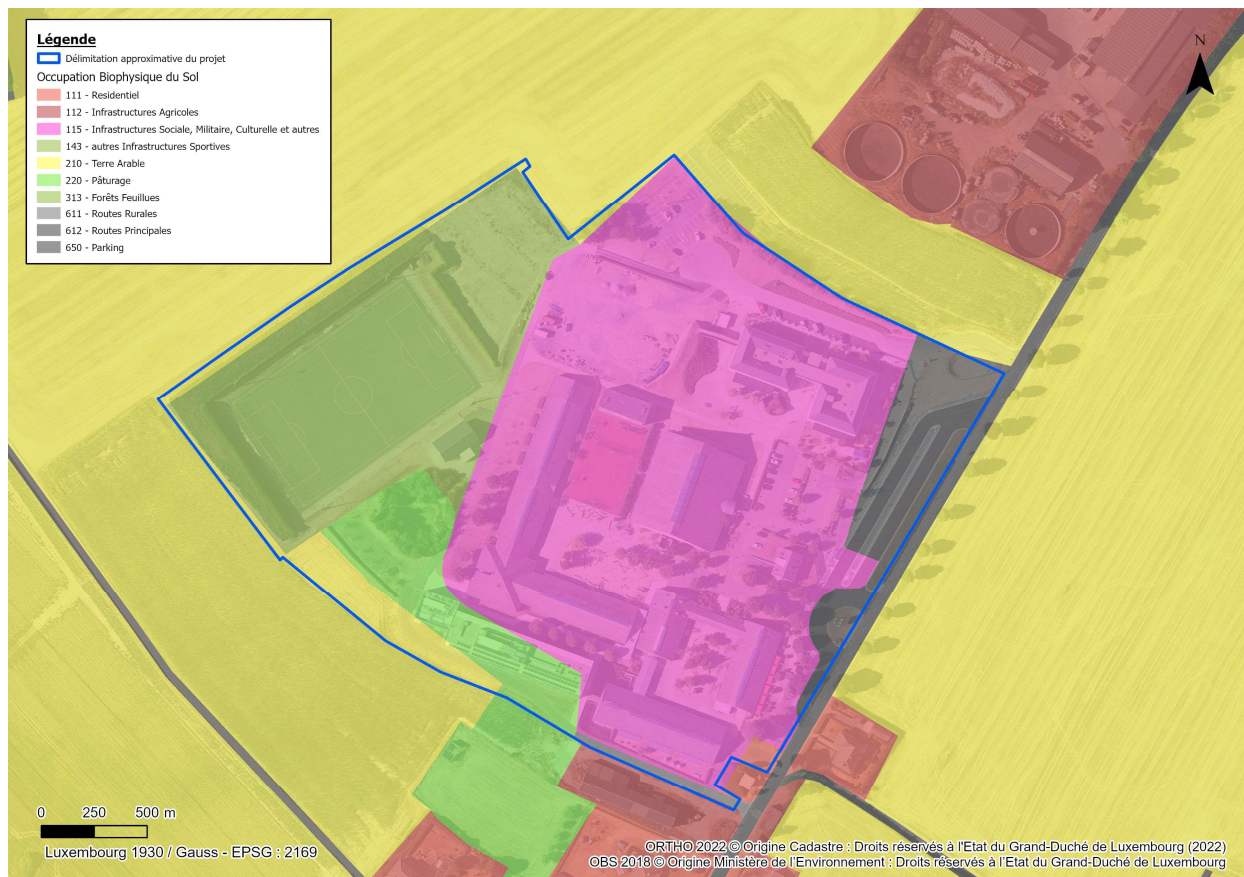 Légende
Délimitation approximative du projet
Occupation Biophysique du Sol
111 - Residentiel
112 - Infrastructures Agricoles
115 - Infrastructures Sociale, Militaire, Culturelle et autres
143 - autres Infrastructures Sportives
210 - Terre Arable
220 - Pâturage
313 - Forêts Feuillues
611 - Routes Rurales
612 - Routes Principales
650 - Parking
N
0 250 500 m
Luxembourg 1930 / Gauss - EPSG : 2169
ORTHO 2022 © Origine Cadastre : Droits réservés à l'Etat du Grand-Duché de Luxembourg (2022)
OBS 2018 © Origine Ministère de l'Environnement : Droits réservés à l'Etat du Grand-Duché de Luxembourg